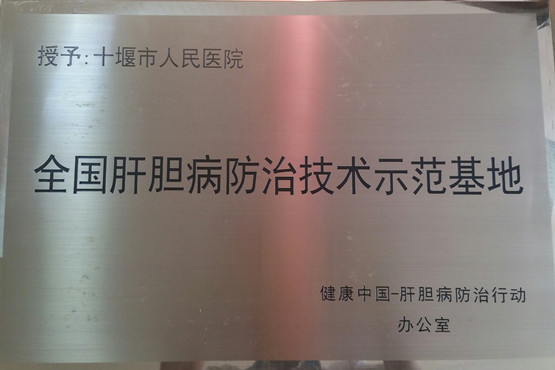 授予:十堰市人民医院
全国肝胆病防治技术示范基地
健康中国-肝胆病防治行动
办公室